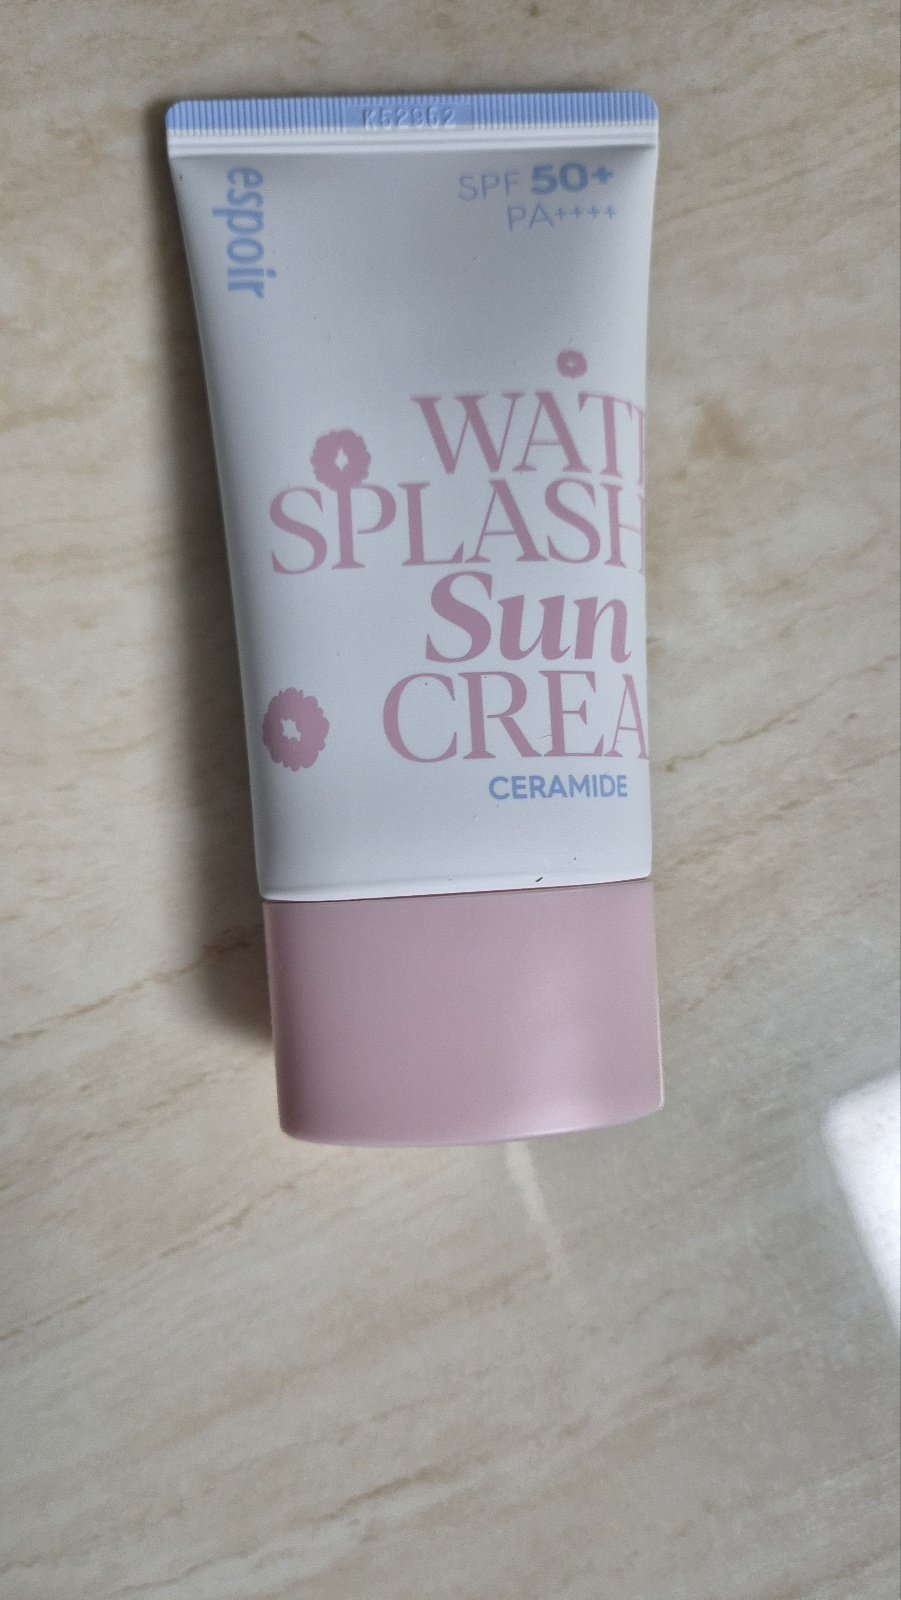 K52962
espoir
SPF 50+
PA++++
WAT
SPLASH
Sun
CREA
CERAMIDE